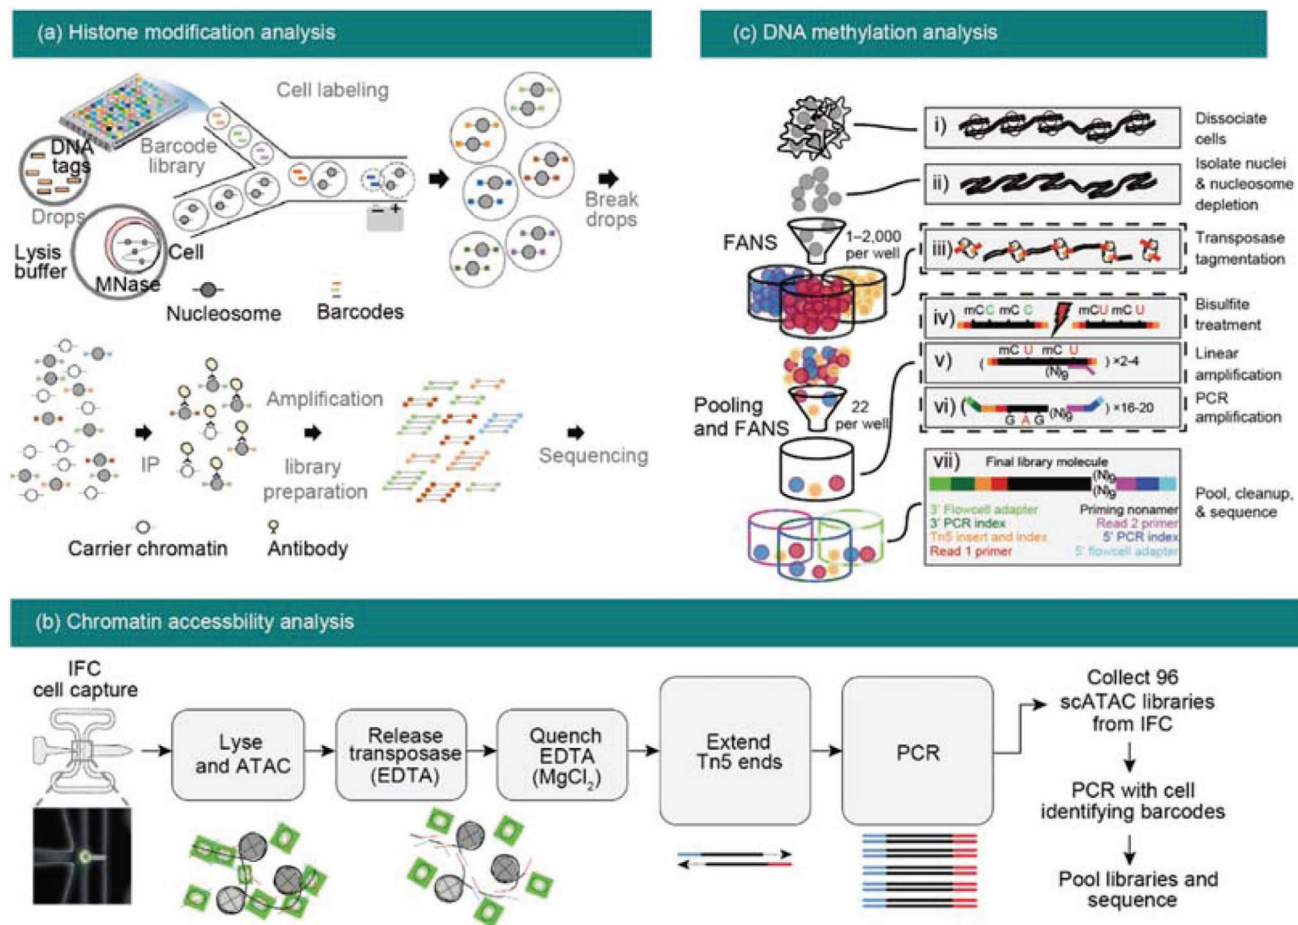 (a) Histone modification analysis
Cell labeling
DNA
tags
Barcode
library
Drops
Lysis
buffer
Cell
MNase
Nucleosome
Barcodes
− +
Break
drops
IP
Amplification
library
preparation
Sequencing
Carrier chromatin
Antibody
(c) DNA methylation analysis
i)
Dissociate
cells
ii)
Isolate nuclei
& nucleosome
depletion
FANS
1–2,000
per well
iii)
Transposase
tagmentation
iv)
mCC mC C
mCU mC U
Bisulfite
treatment
v)
mC U mC U
(
(N)9
) ×2-4
Linear
amplification
Pooling
and FANS
22
per well
vi) (
G A G
(N)9
) ×16-20
PCR
amplification
vii)
Final library molecule
(N)9
(N)9
3' Flowcell adapter
Priming nonamer
3' PCR index
Read 2 primer
Tn5 insert and index
5' PCR index
Read 1 primer
5' flowcell adapter
Pool, cleanup,
& sequence
(b) Chromatin accessbility analysis
IFC
cell capture
Lyse
and ATAC
Release
transposase
(EDTA)
Quench
EDTA
(MgCl2)
Extend
Tn5 ends
PCR
Collect 96
scATAC libraries
from IFC
PCR with cell
identifying barcodes
Pool libraries and
sequence